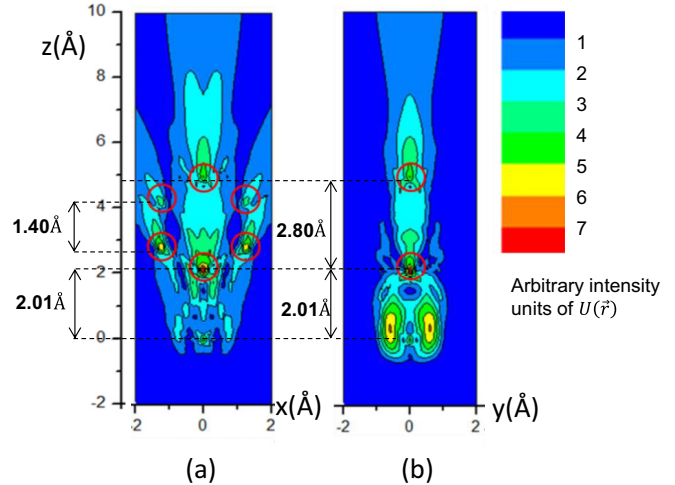 z(Å)
10
8
6
4
2
0
-2
1.40Å
2.01Å
2.80Å
2.01Å
-2 0 2 x(Å)
-2 0 2 y(Å)
(a) (b)
1
2
3
4
5
6
7
Arbitrary intensity
units of U(r⃗)